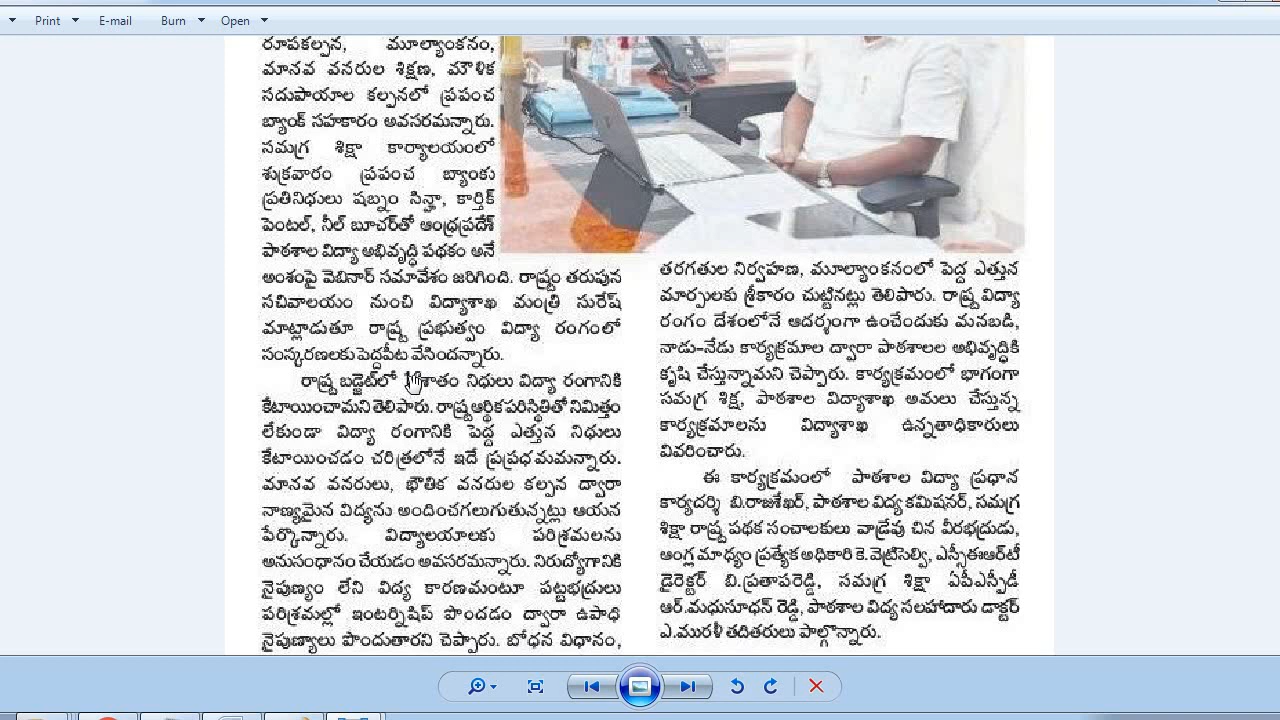 Print E-mail Burn Open
రూపకల్పన, మూల్యాంకనం,
మానవ వనరుల శిక్షణ, మౌళిక
సదుపాయాల కల్పనలో ప్రపంచ
బ్యాంక్ సహకారం అవసరమన్నారు.
సమగ్ర శిక్షా కార్యాలయంలో
శుక్రవారం ప్రపంచ బ్యాంకు
ప్రతినిధులు షబ్నం సిన్హా, కార్తిక్
పెంటల్, నీల్ బూచర్‌తో ఆంధ్రప్రదేశ్
పాఠశాల విద్యా అభివృద్ధి పథకం అనే
అంశంపై వెబినార్ సమావేశం జరిగింది. రాష్ట్రం తరుపున
సచివాలయం నుంచి విద్యాశాఖ మంత్రి సురేష్
మాట్లాడుతూ రాష్ట్ర ప్రభుత్వం విద్యా రంగంలో
సంస్కరణలకు పెద్దపీట వేసిందన్నారు.
రాష్ట్ర బడ్జెట్‌లో శాతం నిధులు విద్యా రంగానికి
కేటాయించామని తెలిపారు. రాష్ట్ర ఆర్థిక పరిస్థితితో నిమిత్తం
లేకుండా విద్యా రంగానికి పెద్ద ఎత్తున నిధులు
కేటాయించడం చరిత్రలోనే ఇదే ప్రప్రధమమన్నారు.
మానవ వనరులు, భౌతిక వనరుల కల్పన ద్వారా
నాణ్యమైన విద్యను అందించగలుగుతున్నట్లు ఆయన
పేర్కొన్నారు. విద్యాలయాలకు పరిశ్రమలను
అనుసంధానం చేయడం అవసరమన్నారు. నిరుద్యోగానికి
నైపుణ్యం లేని విద్య కారణమంటూ పట్టభద్రులు
పరిశ్రమల్లో ఇంటర్న్‌షిప్ పొందడం ద్వారా ఉపాధి
నైపుణ్యాలు పొందుతారని చెప్పారు. బోధన విధానం,
తరగతుల నిర్వహణ, మూల్యాంకనంలో పెద్ద ఎత్తున
మార్పులకు శ్రీకారం చుట్టినట్లు తెలిపారు. రాష్ట్ర విద్యా
రంగం దేశంలోనే ఆదర్శంగా ఉంచేందుకు మనబడి,
నాడు-నేడు కార్యక్రమాల ద్వారా పాఠశాలల అభివృద్ధికి
కృషి చేస్తున్నామని చెప్పారు. కార్యక్రమంలో భాగంగా
సమగ్ర శిక్ష, పాఠశాల విద్యాశాఖ అమలు చేస్తున్న
కార్యక్రమాలను విద్యాశాఖ ఉన్నతాధికారులు
వివరించారు.
ఈ కార్యక్రమంలో పాఠశాల విద్యా ప్రధాన
కార్యదర్శి బి.రాజశేఖర్, పాఠశాల విద్య కమిషనర్, సమగ్ర
శిక్షా రాష్ట్ర పథక సంచాలకులు వాడ్రేవు చిన వీరభద్రుడు,
ఆంగ్ల మాధ్యం ప్రత్యేక అధికారి కె.వెట్రిసెల్వి, ఎస్సీఈఆర్‌టీ
డైరెక్టర్ బి.ప్రతాపరెడ్డి, సమగ్ర శిక్షా ఏపీఎస్పీడీ
ఆర్.మధుసూధన్ రెడ్డి, పాఠశాల విద్య సలహాదారు డాక్టర్
ఎ.మురళీ తదితరులు పాల్గొన్నారు.